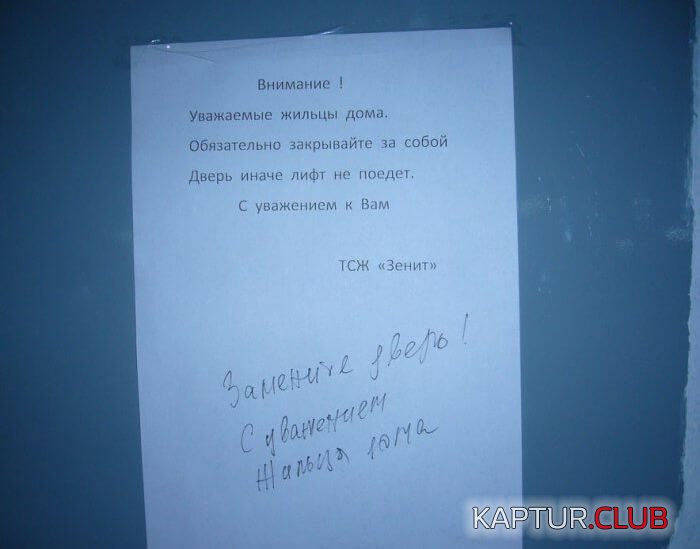 Внимание !
Уважаемые жильцы дома.
Обязательно закрывайте за собой
Дверь иначе лифт не поедет.
С уважением к Вам
ТСЖ «Зенит»
Замените дверь!
С уважением
Жильцы дома
KAPTUR.CLUB